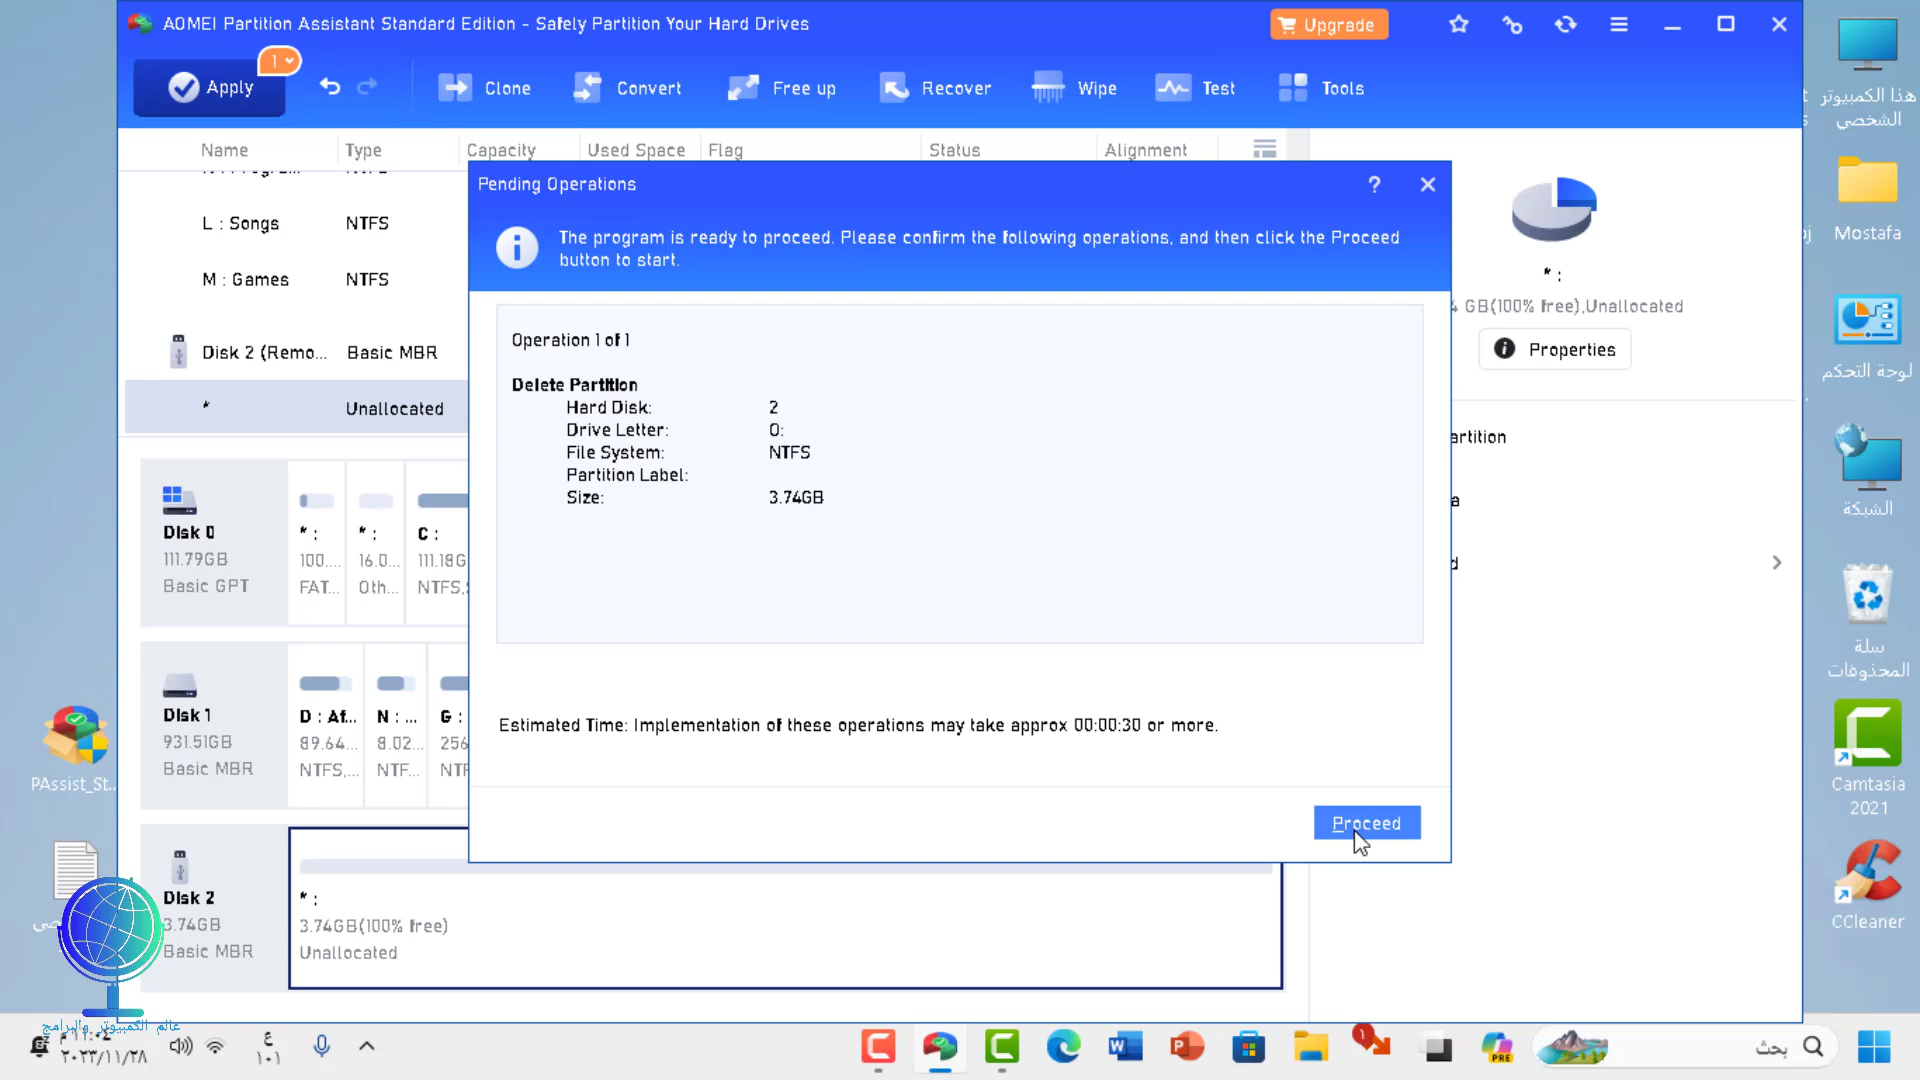 AOMEI Partition Assistant Standard Edition - Safely Partition Your Hard Drives
Upgrade
Apply
1
Clone
Convert
Free up
Recover
Wipe
Test
Tools
Name
Type
Capacity
Used Space
Flag
Status
Alignment
L : Songs
NTFS
M : Games
NTFS
Disk 2 (Remo...
Basic MBR
*
Unallocated
Pending Operations
?
The program is ready to proceed. Please confirm the following operations, and then click the Proceed
button to start.
Operation 1 of 1
Delete Partition
Hard Disk: 2
Drive Letter: O:
File System: NTFS
Partition Label:
Size: 3.74GB
Estimated Time: Implementation of these operations may take approx 00:00:30 or more.
Proceed
* :
GB(100% free),Unallocated
Properties
artition
Disk 0
111.79GB
Basic GPT
* :
100....
FAT...
* :
16.0...
Oth...
C :
111.18G
NTFS,
Disk 1
931.51GB
Basic MBR
D : Af...
89.64...
NTFS,...
N : ...
8.02...
NTF...
G :
256
NTF
Disk 2
3.74GB
Basic MBR
* :
3.74GB(100% free)
Unallocated
هذا الكمبيوتر
الشخصي
Mostafa
لوحة التحكم
الشبكة
سلة
المحذوفات
Camtasia
2021
CCleaner
PAssist_St...
عالم الكمبيوتر والبرامج
١١:٠٤ م
٢٠٢٣/١١/٢٨
ع
١٠١
بحث